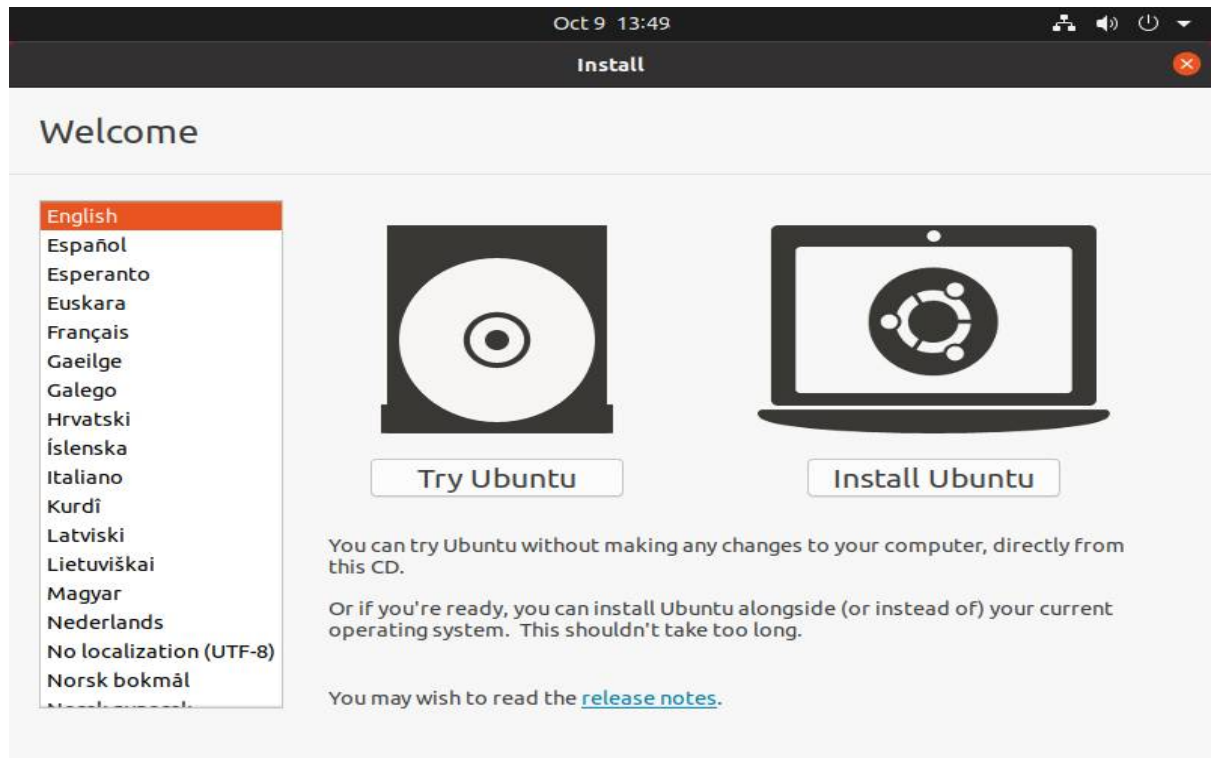 Oct 9 13:49
Install
Welcome
English
Español
Esperanto
Euskara
Français
Gaeilge
Galego
Hrvatski
Íslenska
Italiano
Kurdî
Latviski
Lietuviškai
Magyar
Nederlands
No localization (UTF-8)
Norsk bokmål
Try Ubuntu
Install Ubuntu
You can try Ubuntu without making any changes to your computer, directly from
this CD.
Or if you're ready, you can install Ubuntu alongside (or instead of) your current
operating system. This shouldn't take too long.
You may wish to read the release notes.